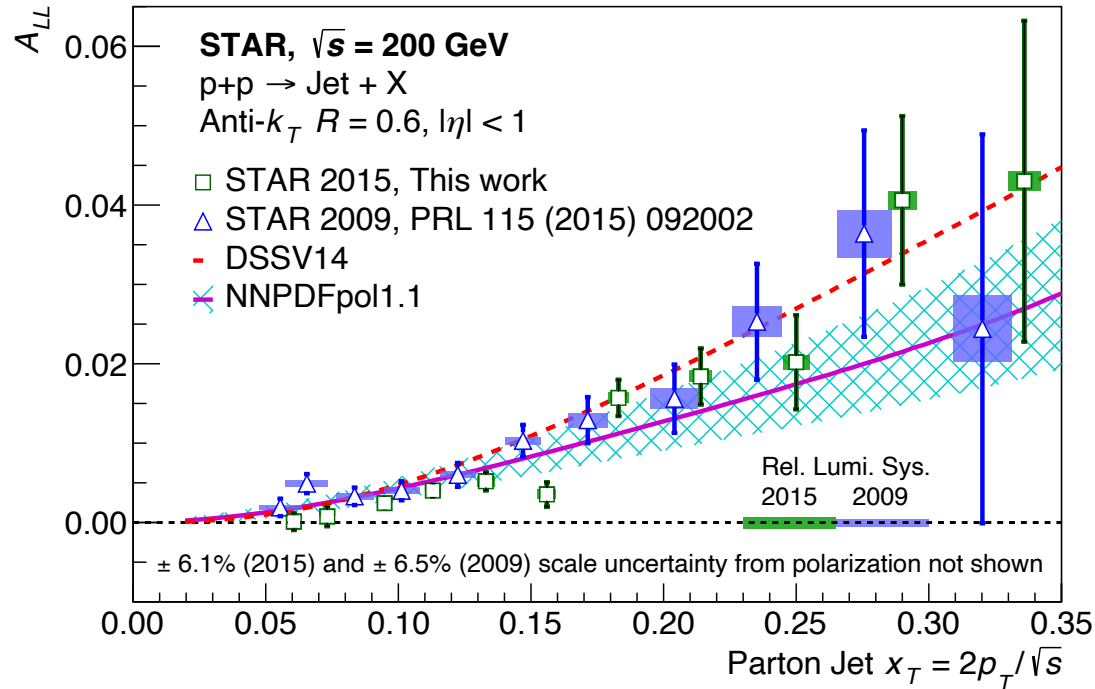 A_LL
0.06
0.04
0.02
0.00
STAR, √s = 200 GeV
p+p → Jet + X
Anti-k_T R = 0.6, |η| < 1
STAR 2015, This work
STAR 2009, PRL 115 (2015) 092002
DSSV14
NNPDFpol1.1
Rel. Lumi. Sys.
2015 2009
± 6.1% (2015) and ± 6.5% (2009) scale uncertainty from polarization not shown
0.00 0.05 0.10 0.15 0.20 0.25 0.30 0.35
Parton Jet x_T = 2p_T/√s